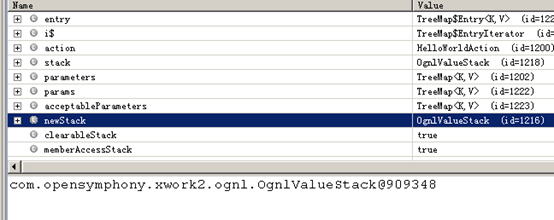 Name Value
entry TreeMap$Entry<K,V> (id=122
i$ TreeMap$EntryIterator (id=12
action HelloWorldAction (id=1200)
stack OgnlValueStack (id=1218)
parameters TreeMap<K,V> (id=1202)
params TreeMap<K,V> (id=1222)
acceptableParameters TreeMap<K,V> (id=1223)
newStack OgnlValueStack (id=1216)
clearableStack true
memberAccessStack true
com.opensymphony.xwork2.ognl.OgnlValueStack@909348